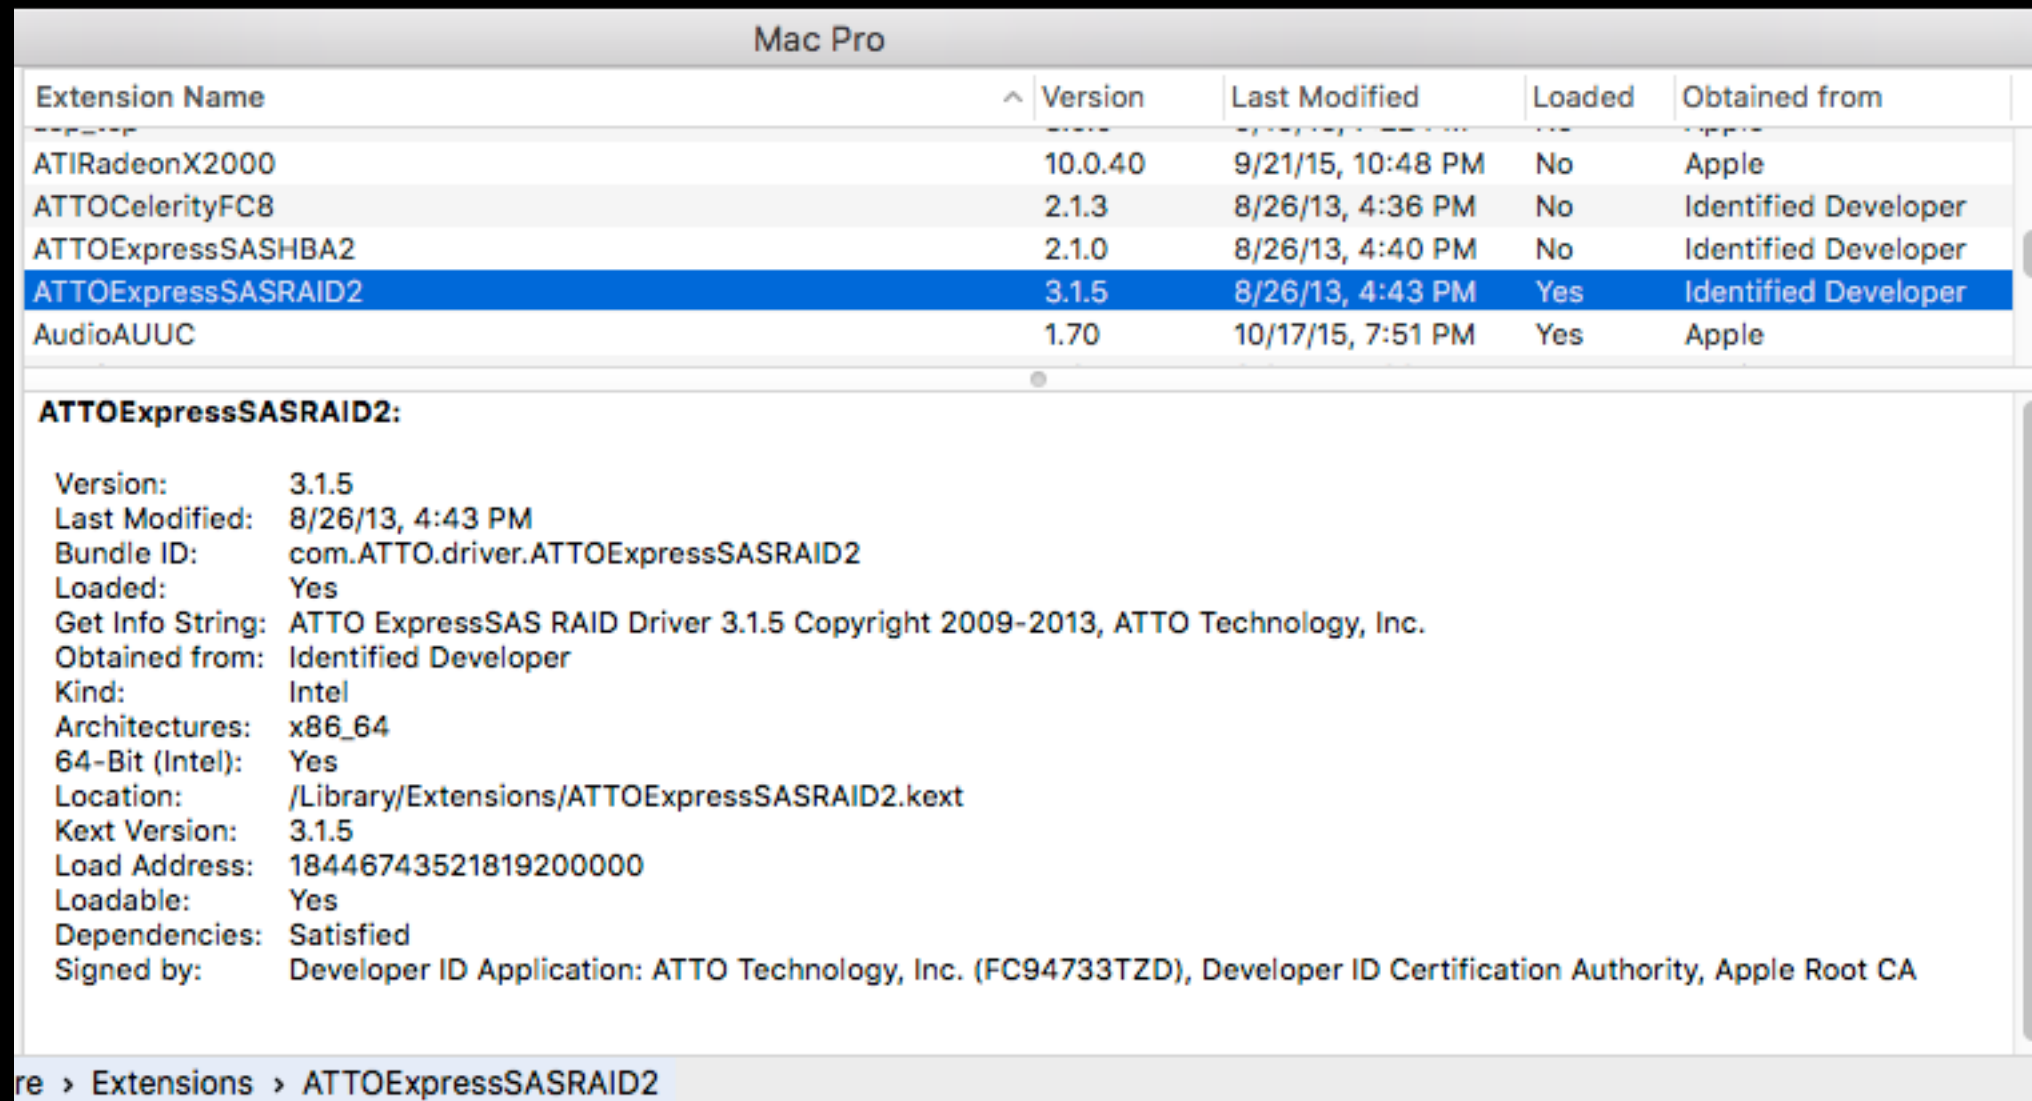 Mac Pro
Extension Name Version Last Modified Loaded Obtained from
ATIRadeonX2000 10.0.40 9/21/15, 10:48 PM No Apple
ATTOCelerityFC8 2.1.3 8/26/13, 4:36 PM No Identified Developer
ATTOExpressSASHBA2 2.1.0 8/26/13, 4:40 PM No Identified Developer
ATTOExpressSASRAID2 3.1.5 8/26/13, 4:43 PM Yes Identified Developer
AudioAUUC 1.70 10/17/15, 7:51 PM Yes Apple
ATTOExpressSASRAID2:
Version: 3.1.5
Last Modified: 8/26/13, 4:43 PM
Bundle ID: com.ATTO.driver.ATTOExpressSASRAID2
Loaded: Yes
Get Info String: ATTO ExpressSAS RAID Driver 3.1.5 Copyright 2009-2013, ATTO Technology, Inc.
Obtained from: Identified Developer
Kind: Intel
Architectures: x86_64
64-Bit (Intel): Yes
Location: /Library/Extensions/ATTOExpressSASRAID2.kext
Kext Version: 3.1.5
Load Address: 18446743521819200000
Loadable: Yes
Dependencies: Satisfied
Signed by: Developer ID Application: ATTO Technology, Inc. (FC94733TZD), Developer ID Certification Authority, Apple Root CA
re › Extensions › ATTOExpressSASRAID2